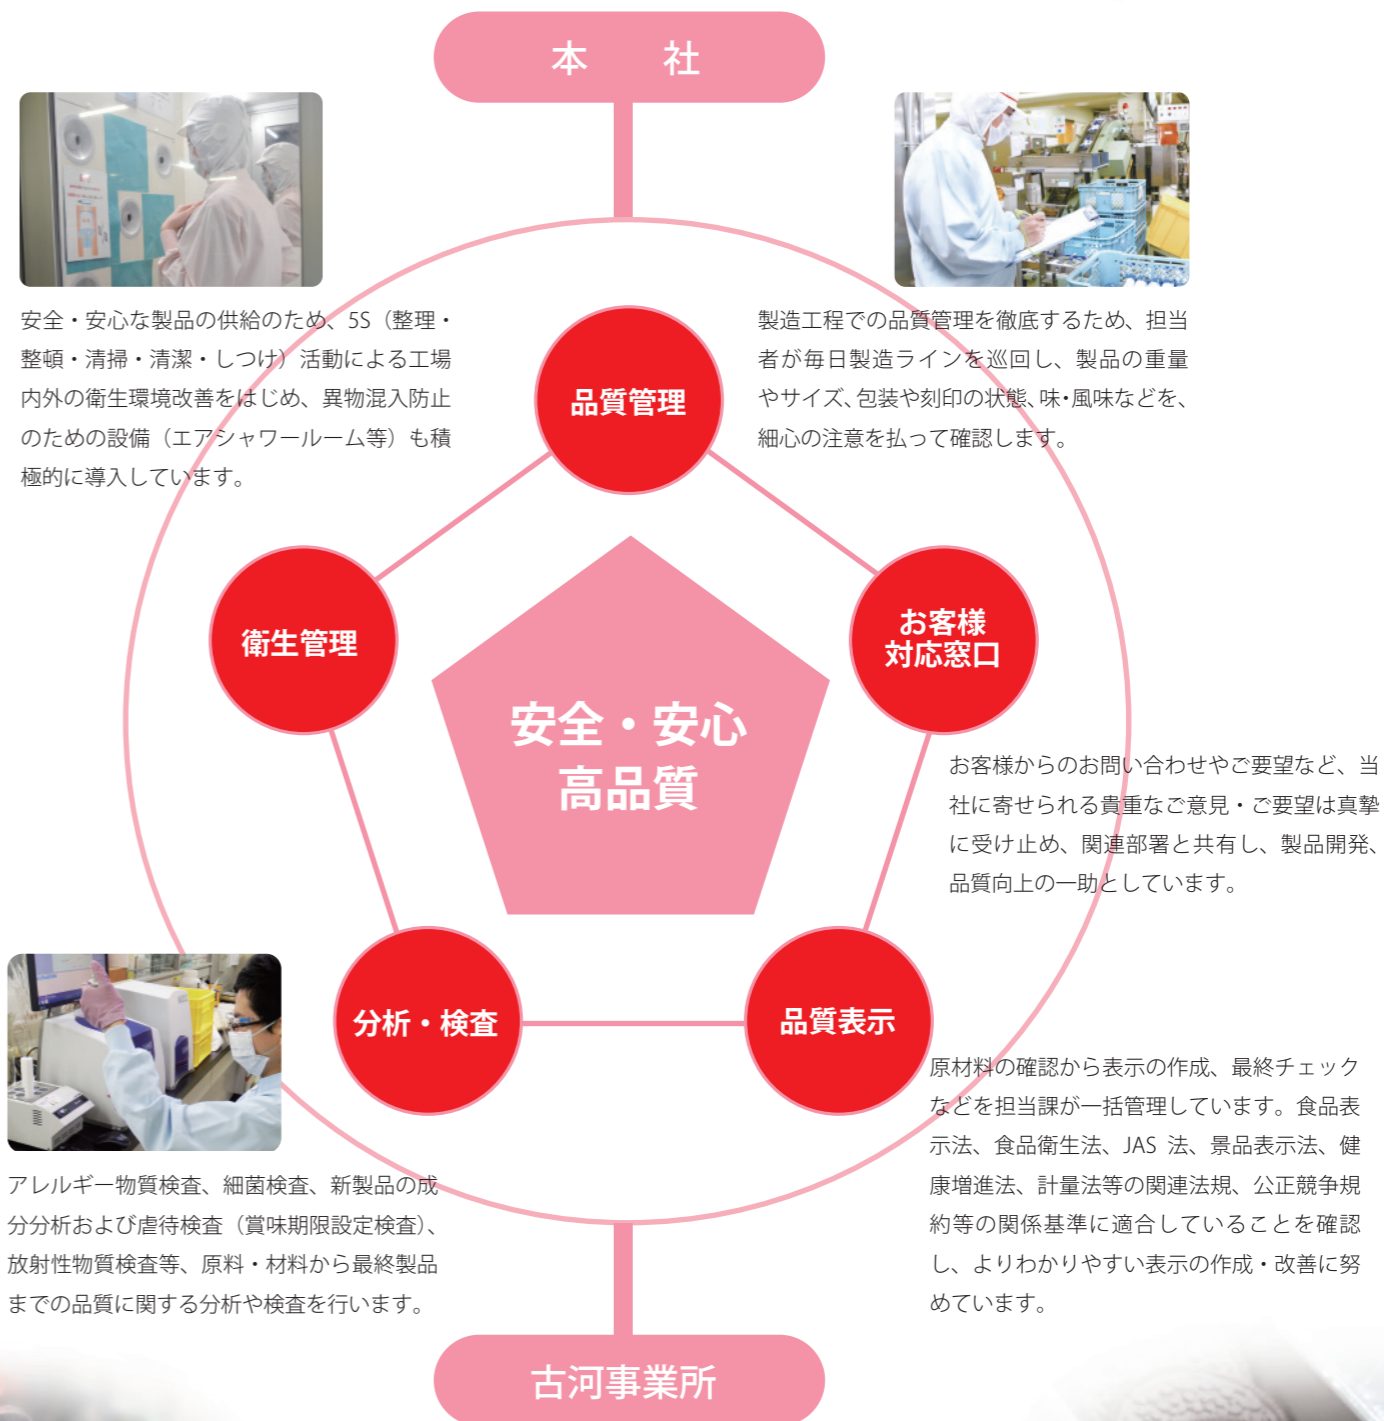 本　社
安全・安心な製品の供給のため、5S（整理・
整頓・清掃・清潔・しつけ）活動による工場
内外の衛生環境改善をはじめ、異物混入防止
のための設備（エアシャワールーム等）も積
極的に導入しています。
製造工程での品質管理を徹底するため、担当
者が毎日製造ラインを巡回し、製品の重量
やサイズ、包装や刻印の状態、味・風味などを、
細心の注意を払って確認します。
品質管理
衛生管理
お客様
対応窓口
安全・安心
高品質
お客様からのお問い合わせやご要望など、当
社に寄せられる貴重なご意見・ご要望は真摯
に受け止め、関連部署と共有し、製品開発、
品質向上の一助としています。
分析・検査
品質表示
アレルギー物質検査、細菌検査、新製品の成
分分析および虐待検査（賞味期限設定検査）、
放射性物質検査等、原料・材料から最終製品
までの品質に関する分析や検査を行います。
原材料の確認から表示の作成、最終チェック
などを担当課が一括管理しています。食品表
示法、食品衛生法、JAS 法、景品表示法、健
康増進法、計量法等の関連法規、公正競争規
約等の関係基準に適合していることを確認
し、よりわかりやすい表示の作成・改善に努
めています。
古河事業所